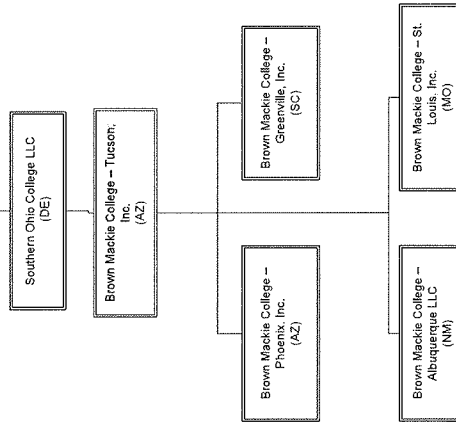 Southern Ohio College LLC
(DE)
Brown Mackie College – Tucson,
Inc.
(AZ)
Brown Mackie College –
Phoenix, Inc.
(AZ)
Brown Mackie College –
Greenville, Inc.
(SC)
Brown Mackie College –
Albuquerque LLC
(NM)
Brown Mackie College – St.
Louis, Inc.
(MO)